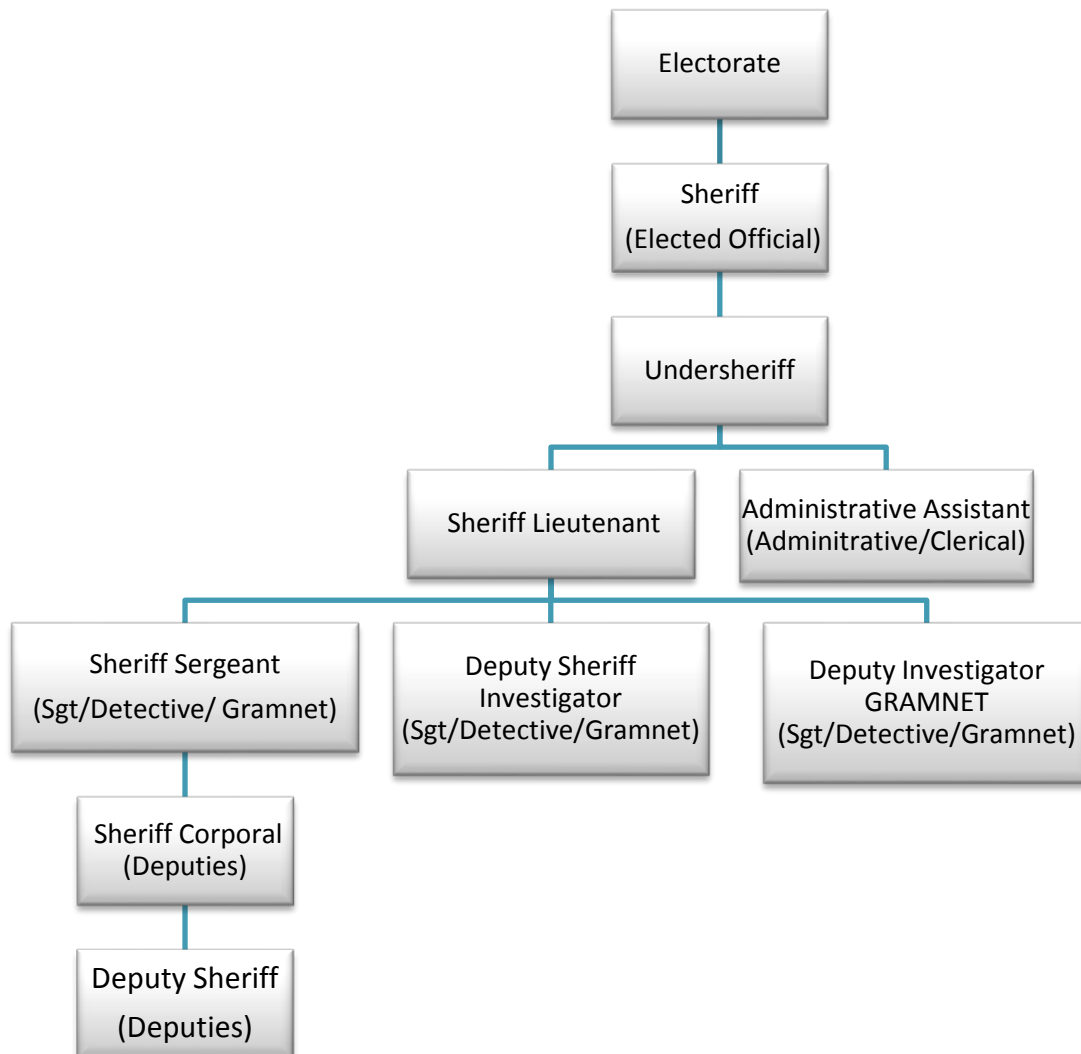 Electorate
Sheriff
(Elected Official)
Undersheriff
Sheriff Lieutenant
Administrative Assistant
(Adminitrative/Clerical)
Sheriff Sergeant
(Sgt/Detective/ Gramnet)
Deputy Sheriff
Investigator
(Sgt/Detective/Gramnet)
Deputy Investigator
GRAMNET
(Sgt/Detective/Gramnet)
Sheriff Corporal
(Deputies)
Deputy Sheriff
(Deputies)